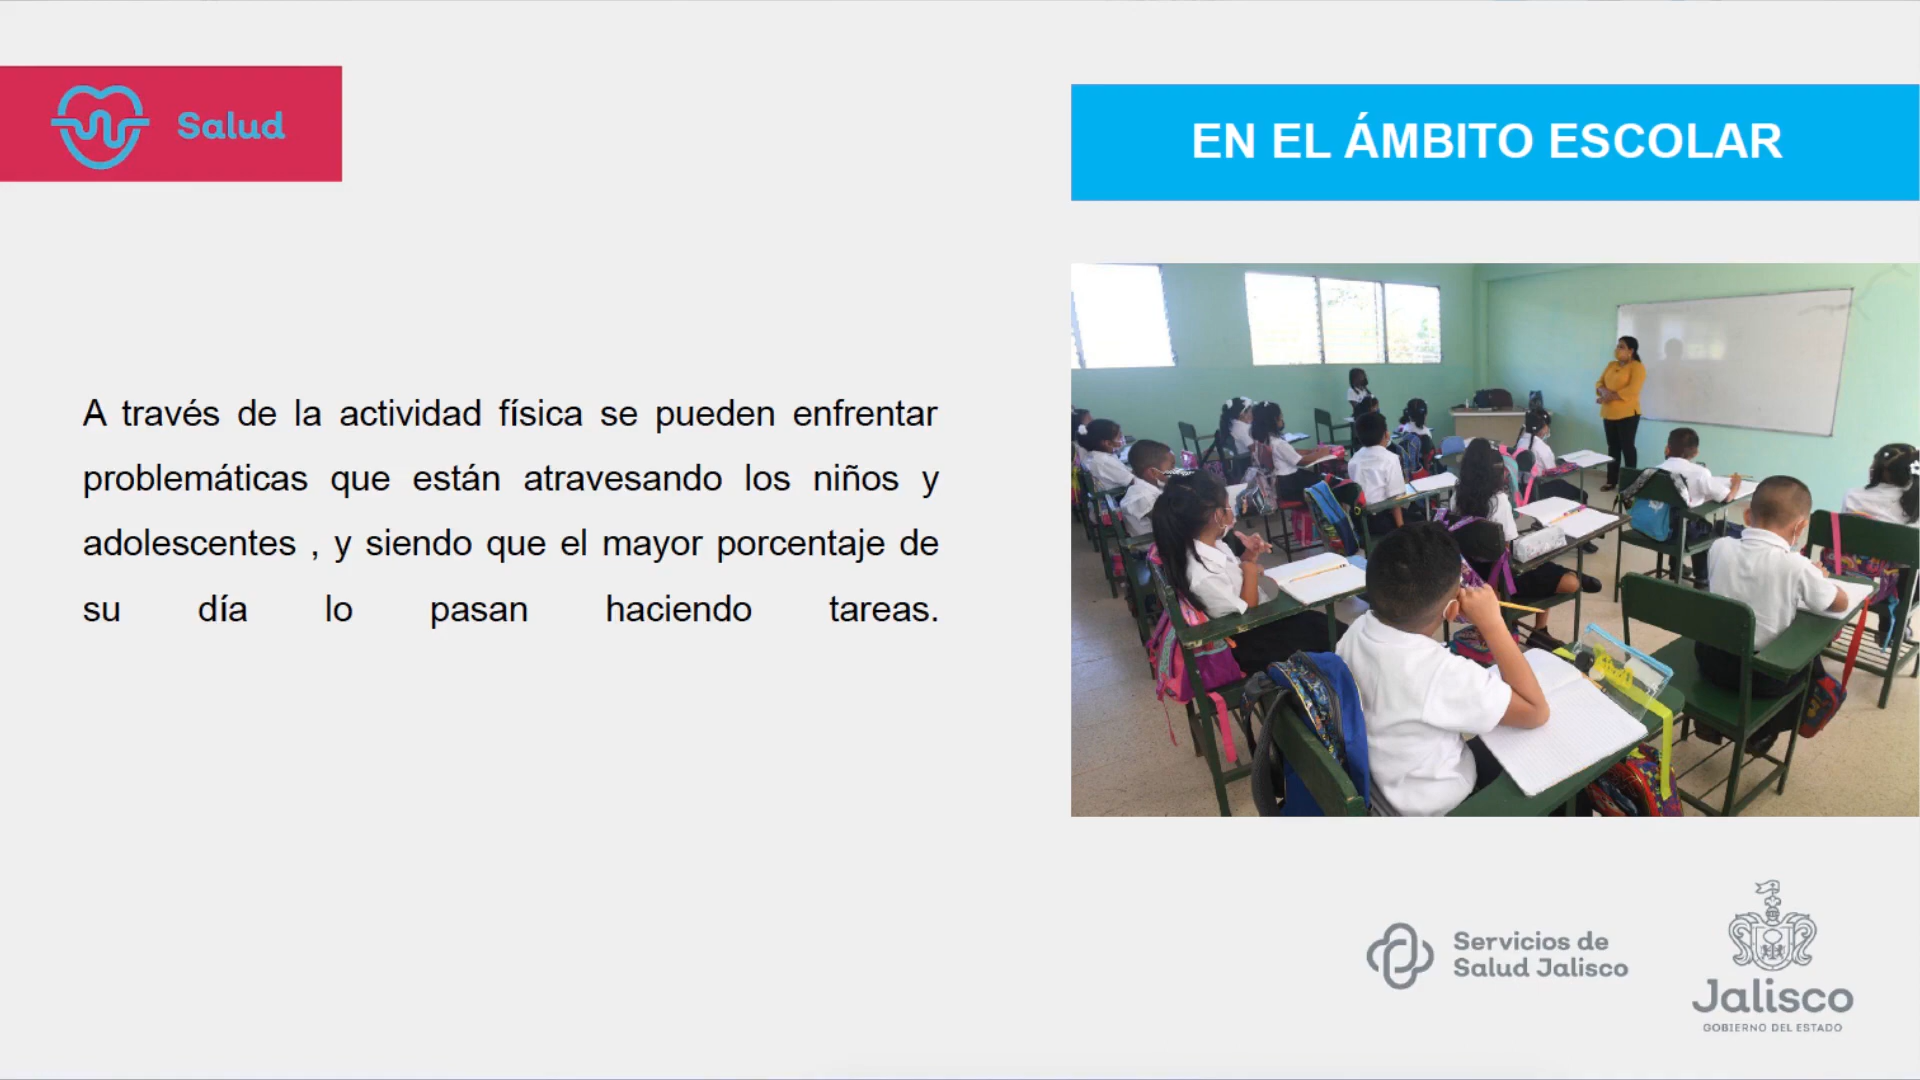 Salud
EN EL ÁMBITO ESCOLAR
A través de la actividad física se pueden enfrentar
problemáticas que están atravesando los niños y
adolescentes , y siendo que el mayor porcentaje de
su día lo pasan haciendo tareas.
Servicios de
Salud Jalisco
Jalisco
GOBIERNO DEL ESTADO